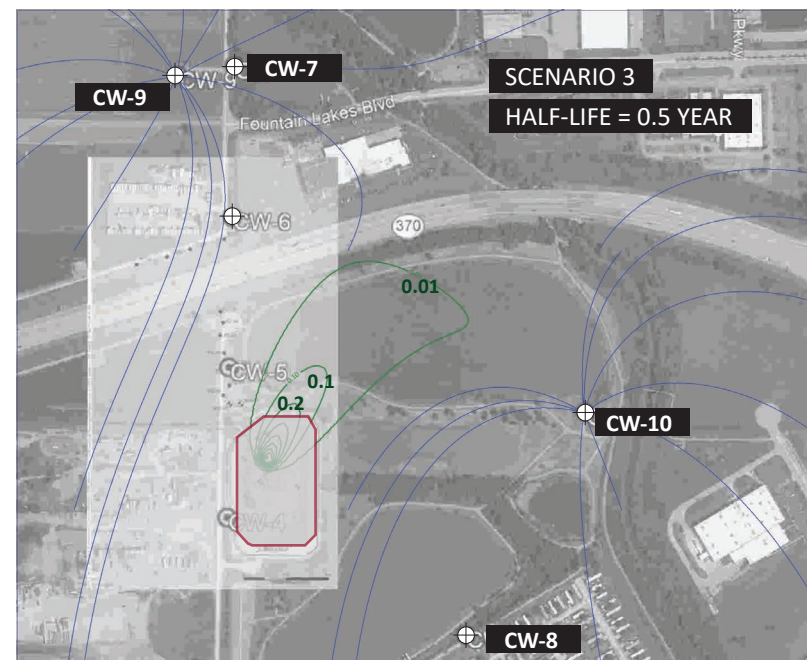 s Pkwy
CW-9
CW-7
CW-9
SCENARIO 3
HALF-LIFE = 0.5 YEAR
Fountain Lakes Blvd
CW-6
370
0.01
CW-5
0.1
0.2
CW-10
CW-4
CW-8